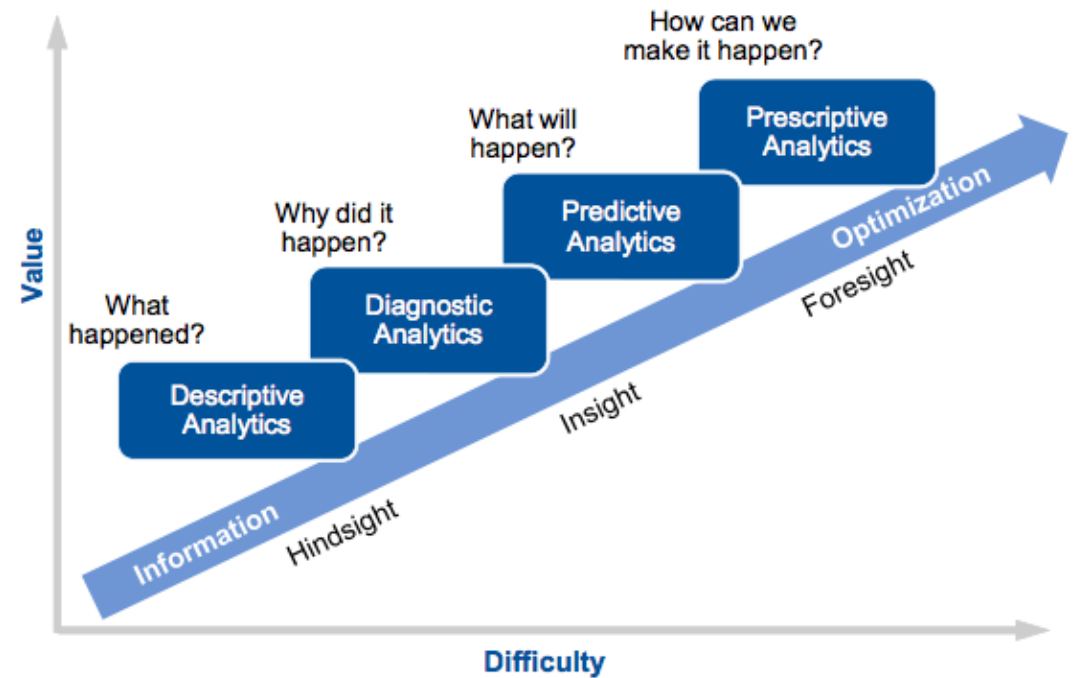 How can we
make it happen?
Prescriptive
Analytics
What will
happen?
Predictive
Analytics
Why did it
happen?
Diagnostic
Analytics
What
happened?
Descriptive
Analytics
Value
Information
Optimization
Hindsight
Insight
Foresight
Difficulty